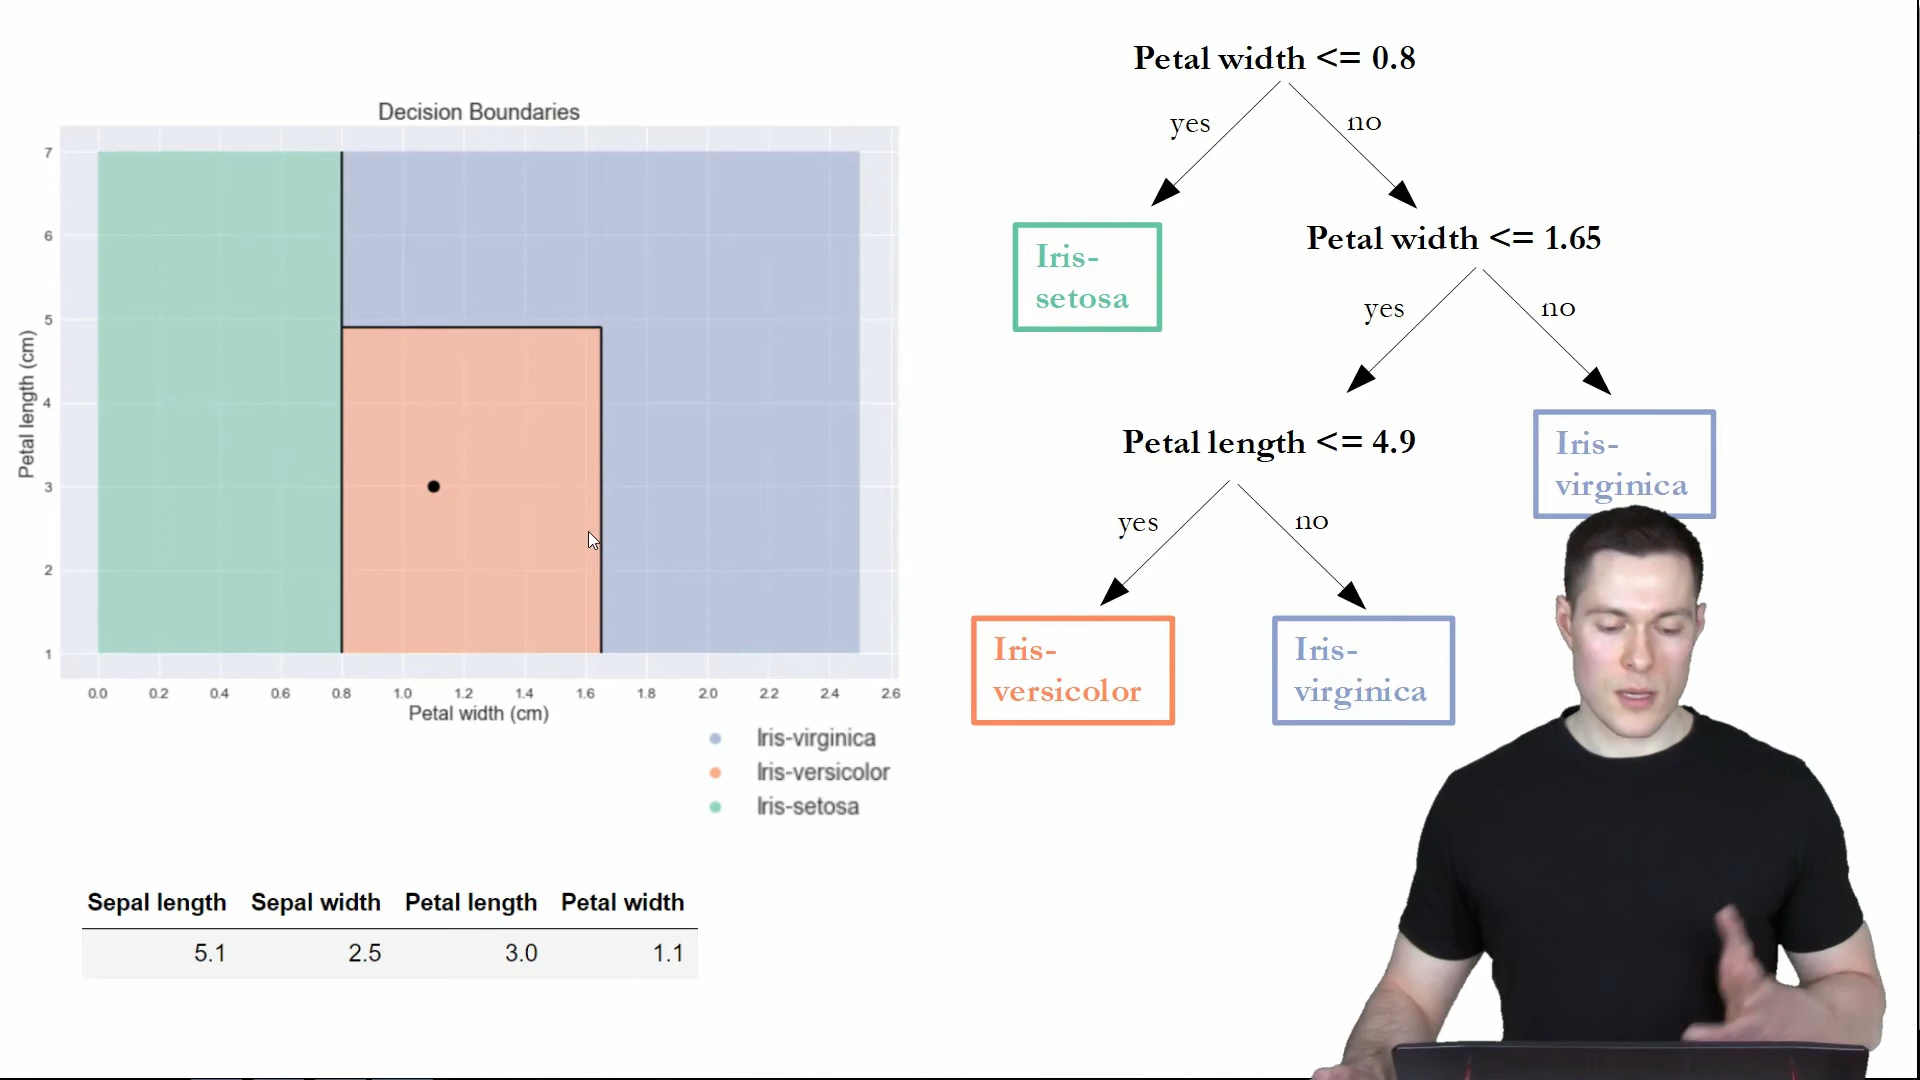 Decision Boundaries
7
6
5
4
3
2
1
Petal length (cm)
0.0 0.2 0.4 0.6 0.8 1.0 1.2 1.4 1.6 1.8 2.0 2.2 2.4 2.6
Petal width (cm)
Iris-virginica
Iris-versicolor
Iris-setosa
Sepal length Sepal width Petal length Petal width
5.1 2.5 3.0 1.1
Petal width <= 0.8
yes no
Iris-
setosa
Petal width <= 1.65
yes no
Petal length <= 4.9
Iris-
virginica
yes no
Iris-
versicolor
Iris-
virginica